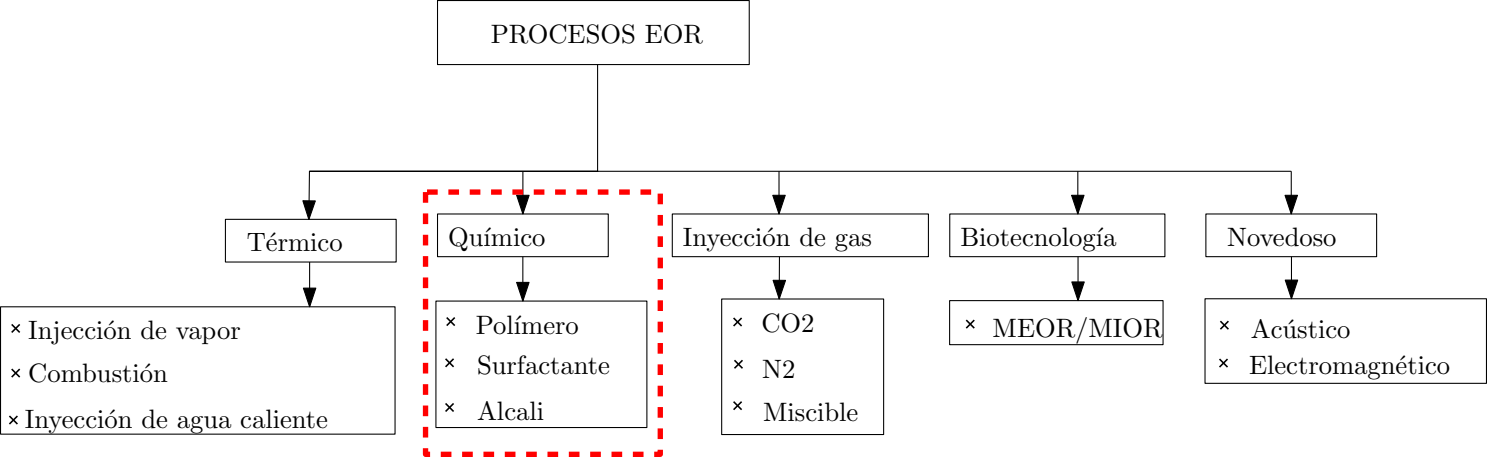 PROCESOS EOR
Térmico
Químico
Inyección de gas
Biotecnología
Novedoso
× Injección de vapor
× Combustión
× Inyección de agua caliente
× Polímero
× Surfactante
× Alcali
× CO2
× N2
× Miscible
× MEOR/MIOR
× Acústico
× Electromagnético